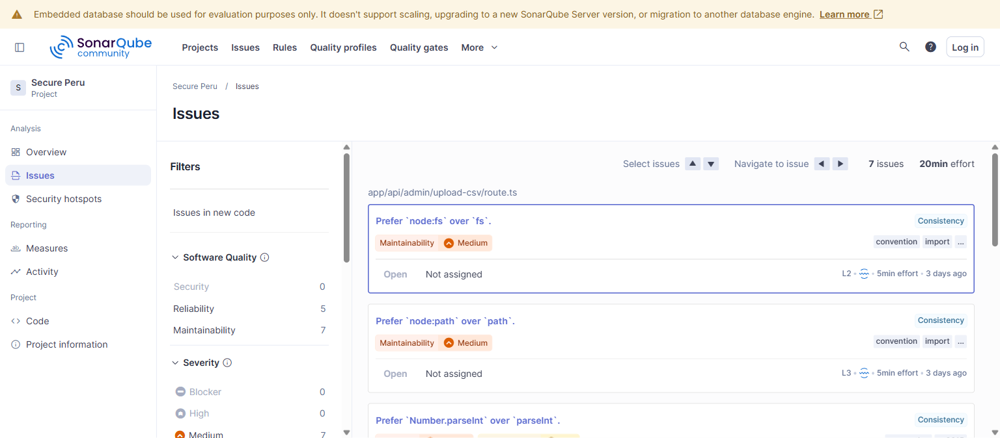 Embedded database should be used for evaluation purposes only. It doesn't support scaling, upgrading to a new SonarQube Server version, or migration to another database engine. Learn more
SonarQube
community
Projects Issues Rules Quality profiles Quality gates More
? Log in
S Secure Peru
Project
Analysis
Overview
Issues
Security hotspots
Reporting
Measures
Activity
Project
Code
Project information
Secure Peru / Issues
Issues
Filters
Issues in new code
Software Quality
Security 0
Reliability 5
Maintainability 7
Severity
Blocker 0
High 0
Medium 7
Select issues Navigate to issue 7 issues 20min effort
app/api/admin/upload-csv/route.ts
Prefer `node:fs` over `fs`. Consistency
Maintainability Medium convention import ...
Open Not assigned L2 • 5min effort • 3 days ago
Prefer `node:path` over `path`. Consistency
Maintainability Medium convention import ...
Open Not assigned L3 • 5min effort • 3 days ago
Prefer `Number.parseInt` over `parseInt`. Consistency